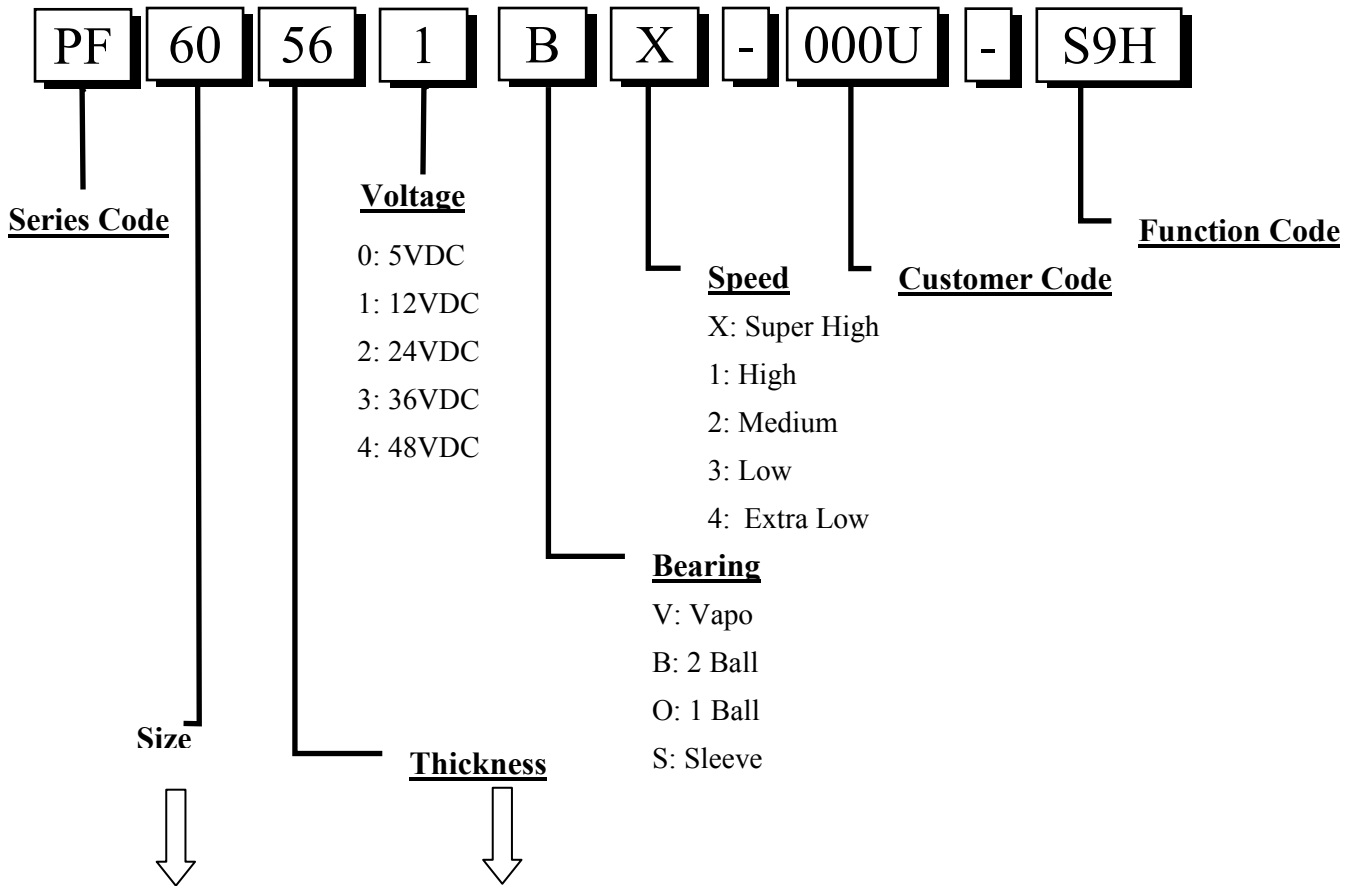 PF 60 56 1 B X - 000U - S9H
Series Code
Voltage
0: 5VDC
1: 12VDC
2: 24VDC
3: 36VDC
4: 48VDC
Function Code
Speed
X: Super High
1: High
2: Medium
3: Low
4: Extra Low
Customer Code
Bearing
V: Vapo
B: 2 Ball
O: 1 Ball
S: Sleeve
Size
Thickness